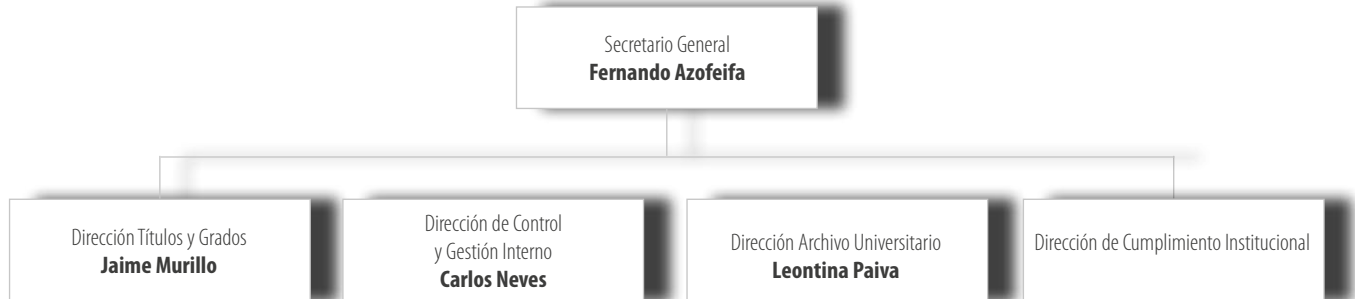 Secretario General
Fernando Azofeifa
Dirección Títulos y Grados
Jaime Murillo
Dirección de Control
y Gestión Interno
Carlos Neves
Dirección Archivo Universitario
Leontina Paiva
Dirección de Cumplimiento Institucional